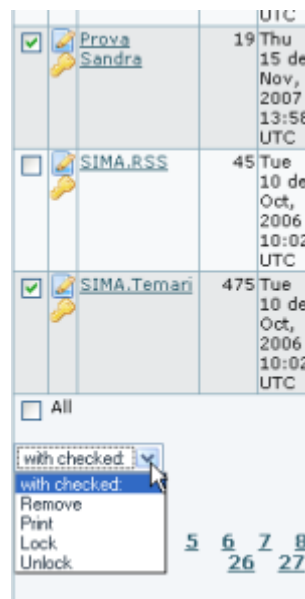 UTC
Prova Sandra
19
Thu
15 de
Nov,
2007
13:58
UTC
SIMA.RSS
45
Tue
10 de
Oct,
2006
10:02
UTC
SIMA.Temari
475
Tue
10 de
Oct,
2006
10:02
UTC
All
with checked:
with checked:
Remove
Print
Lock
Unlock
5 6 7 8
26 27